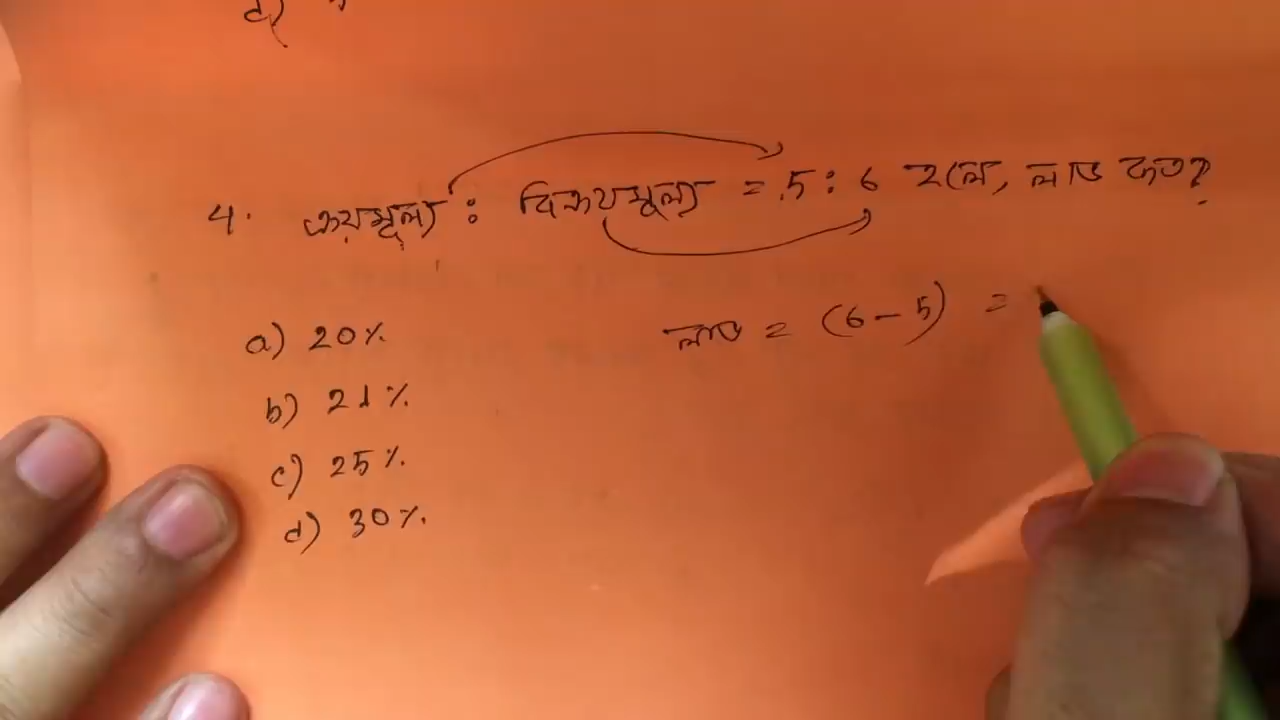 d)
4. ক্রয়মূল্য : বিক্রয়মূল্য = 5 : 6 হলে, লাভ কত?
লাভ = (6 - 5) =
a) 20%
b) 21%
c) 25%
d) 30%